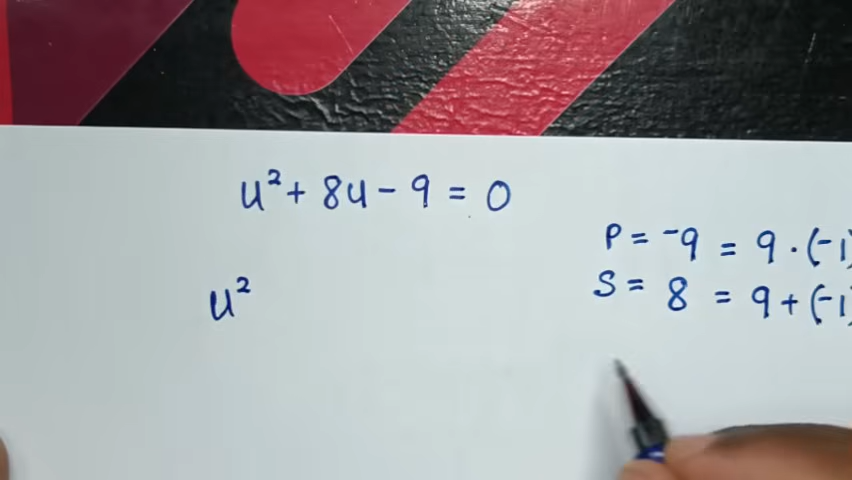 u² + 8u - 9 = 0
P = -9 = 9 · (-1)
S = 8 = 9 + (-1)
u²